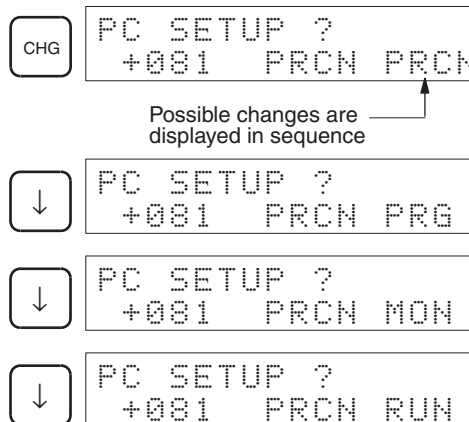 CHG
PC SETUP ?
+081 PRCN PRCN
Possible changes are
displayed in sequence
↓
PC SETUP ?
+081 PRCN PRG
↓
PC SETUP ?
+081 PRCN MON
↓
PC SETUP ?
+081 PRCN RUN